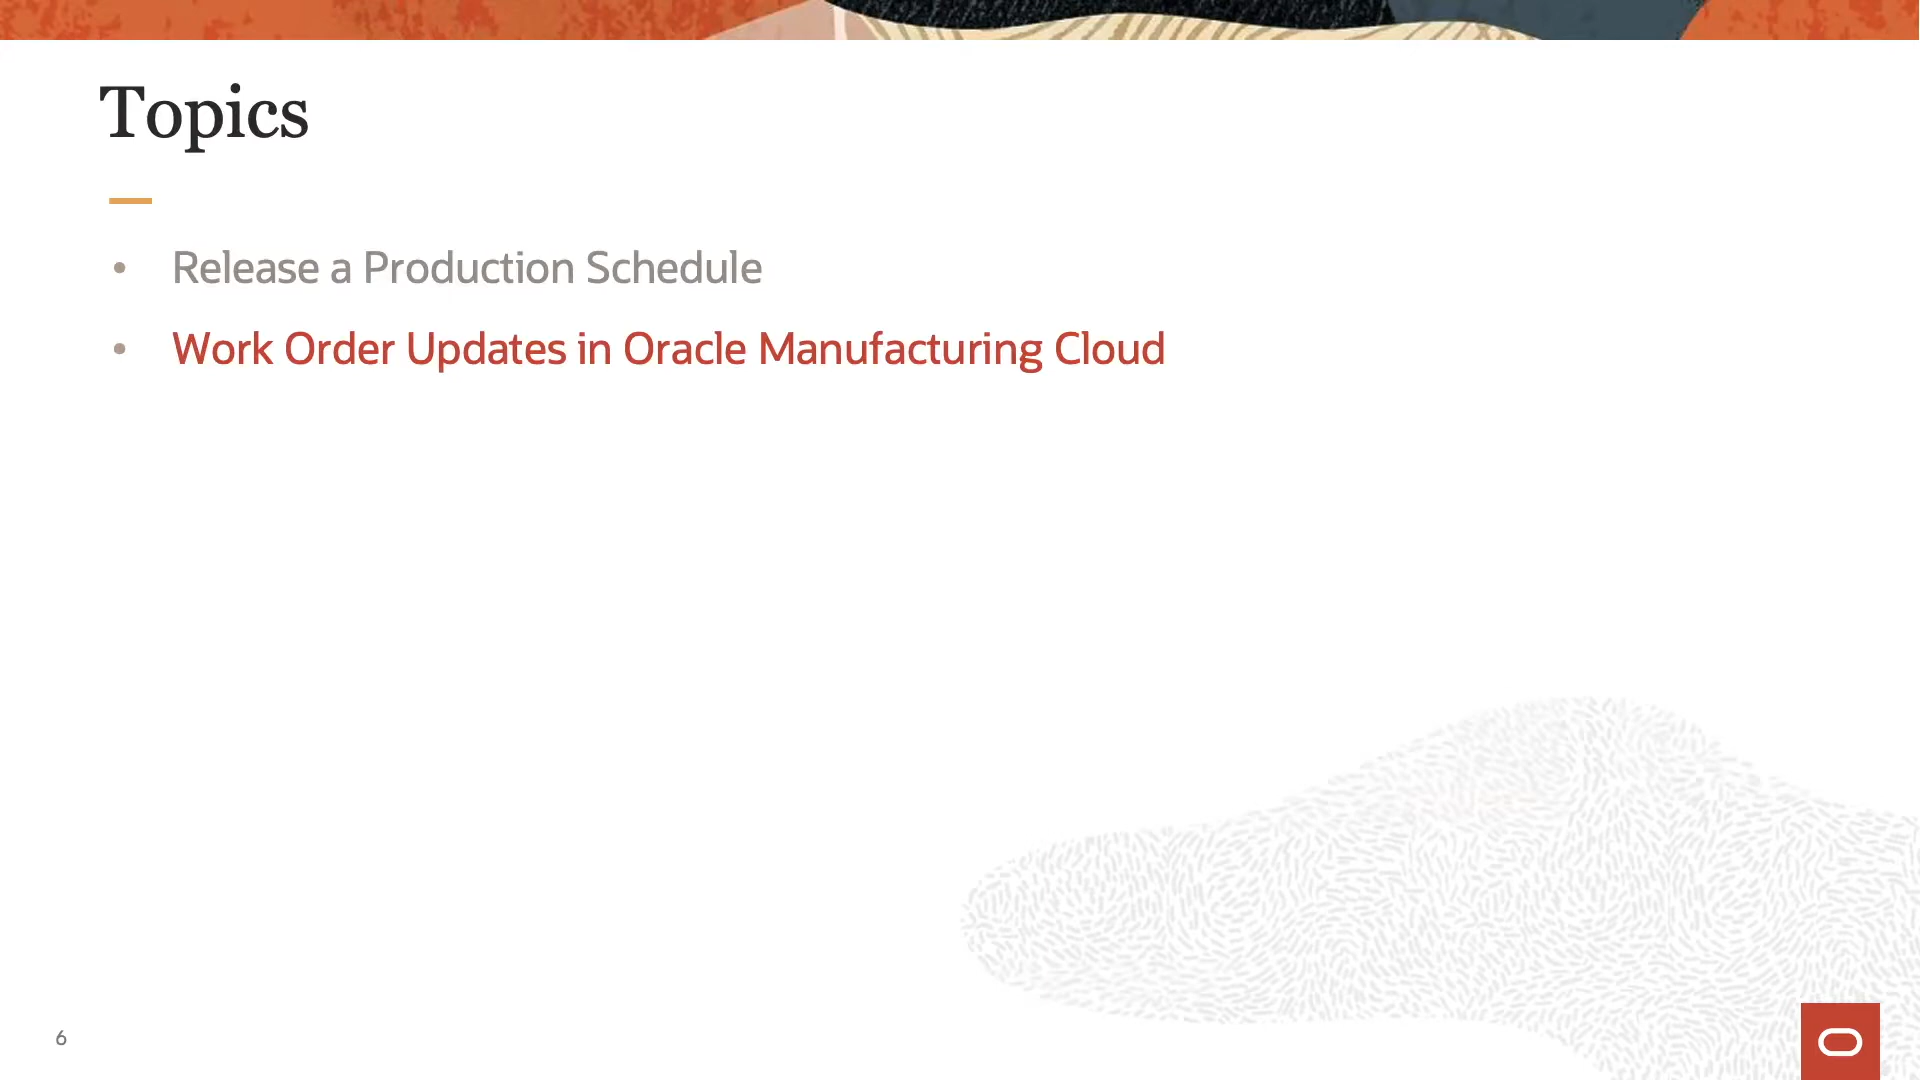 Topics
• Release a Production Schedule
• Work Order Updates in Oracle Manufacturing Cloud
6